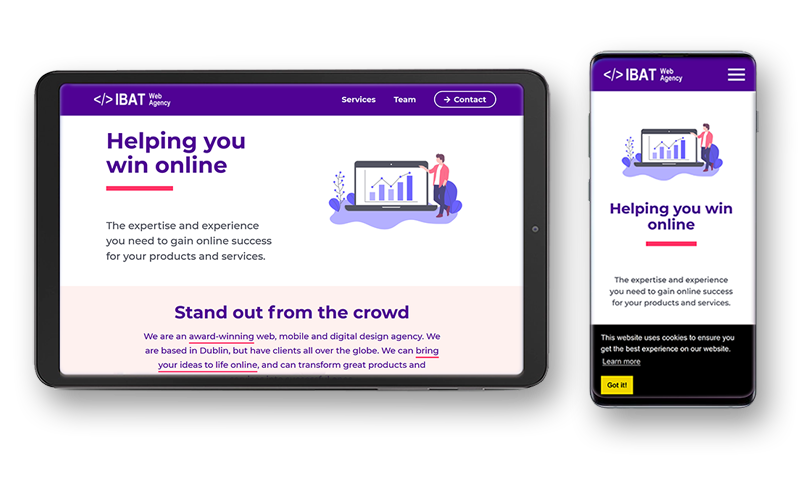 </> IBAT Web Agency
Services
Team
→ Contact
Helping you
win online
The expertise and experience
you need to gain online success
for your products and services.
Stand out from the crowd
We are an award-winning web, mobile and digital design agency. We
are based in Dublin, but have clients all over the globe. We can bring
your ideas to life online, and can transform great products and
</> IBAT Web Agency
Helping you win
online
The expertise and experience
you need to gain online success
for your products and services.
This website uses cookies to ensure you
get the best experience on our website.
Learn more
Got it!